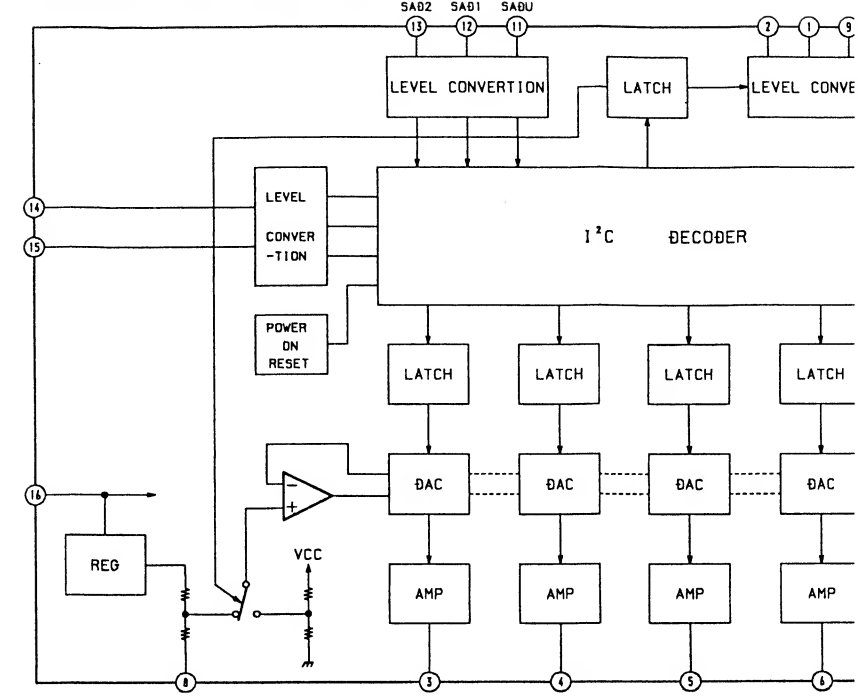 SAD2 SAD1 SADU
13 12 11 2 1 9
LEVEL CONVERTION LATCH LEVEL CONVE
14 LEVEL
15 CONVER
-TION
I²C DECODER
POWER
ON
RESET
LATCH LATCH LATCH LATCH
16 − DAC DAC DAC DAC
+
REG
VCC
AMP AMP AMP AMP
8 3 4 5 6